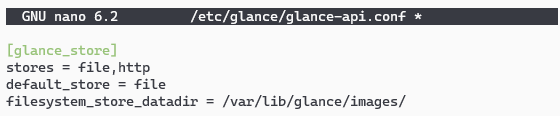 GNU nano 6.2 /etc/glance/glance-api.conf *
[glance_store]
stores = file,http
default_store = file
filesystem_store_datadir = /var/lib/glance/images/